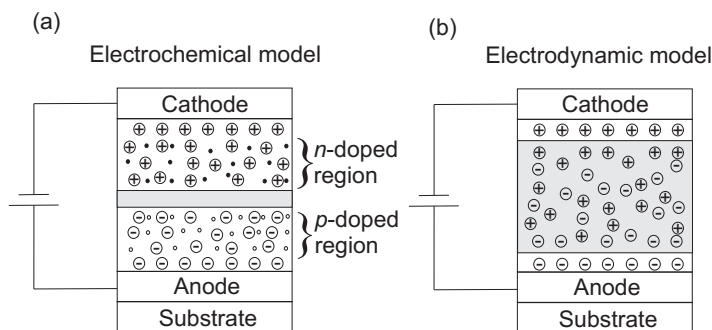 (a)
Electrochemical model
Cathode
n-doped
region
p-doped
region
Anode
Substrate
(b)
Electrodynamic model
Cathode
Anode
Substrate